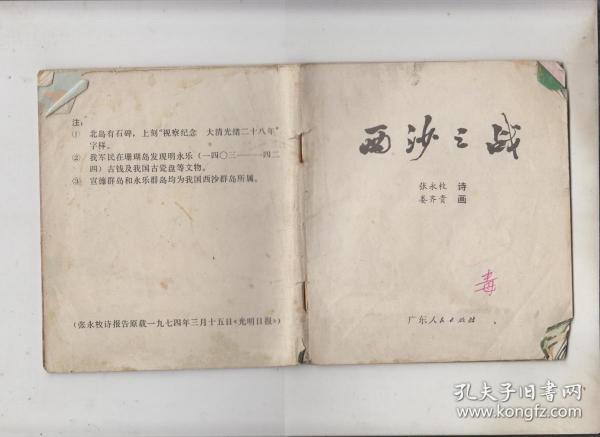 注:
① 北岛有石碑,上刻“视察纪念 大清光绪二十八年”
字样。
② 我军民在珊瑚岛发现明永乐(一四〇三——一四二
四)古钱及我国古瓷盘等文物。
③ 宣德群岛和永乐群岛均为我国西沙群岛所属。
(张永枚诗报告原载一九七四年三月十五日《光明日报》)
西沙之战
张永枚 诗
娄齐贵 画
毒
广东人民出版社
孔夫子旧书网
www.kongfz.com